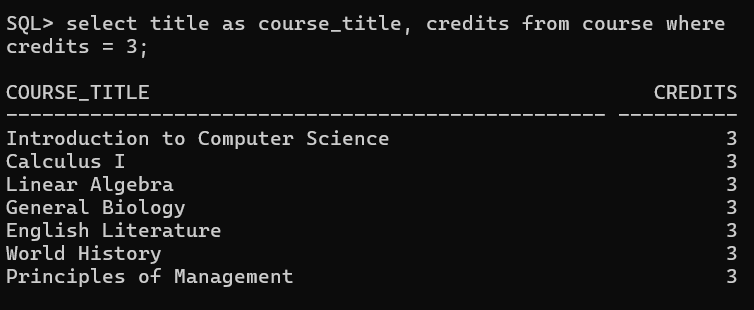 SQL> select title as course_title, credits from course where
credits = 3;
COURSE_TITLE CREDITS
-------------------------------------------------- ----------
Introduction to Computer Science 3
Calculus I 3
Linear Algebra 3
General Biology 3
English Literature 3
World History 3
Principles of Management 3